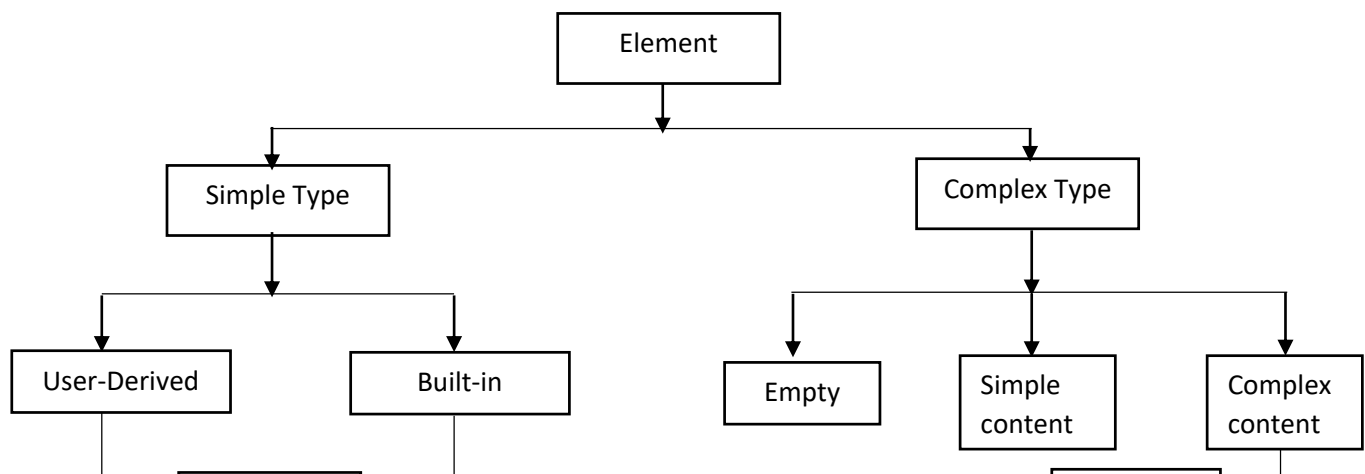 Element
Simple Type
Complex Type
User-Derived
Built-in
Empty
Simple
content
Complex
content